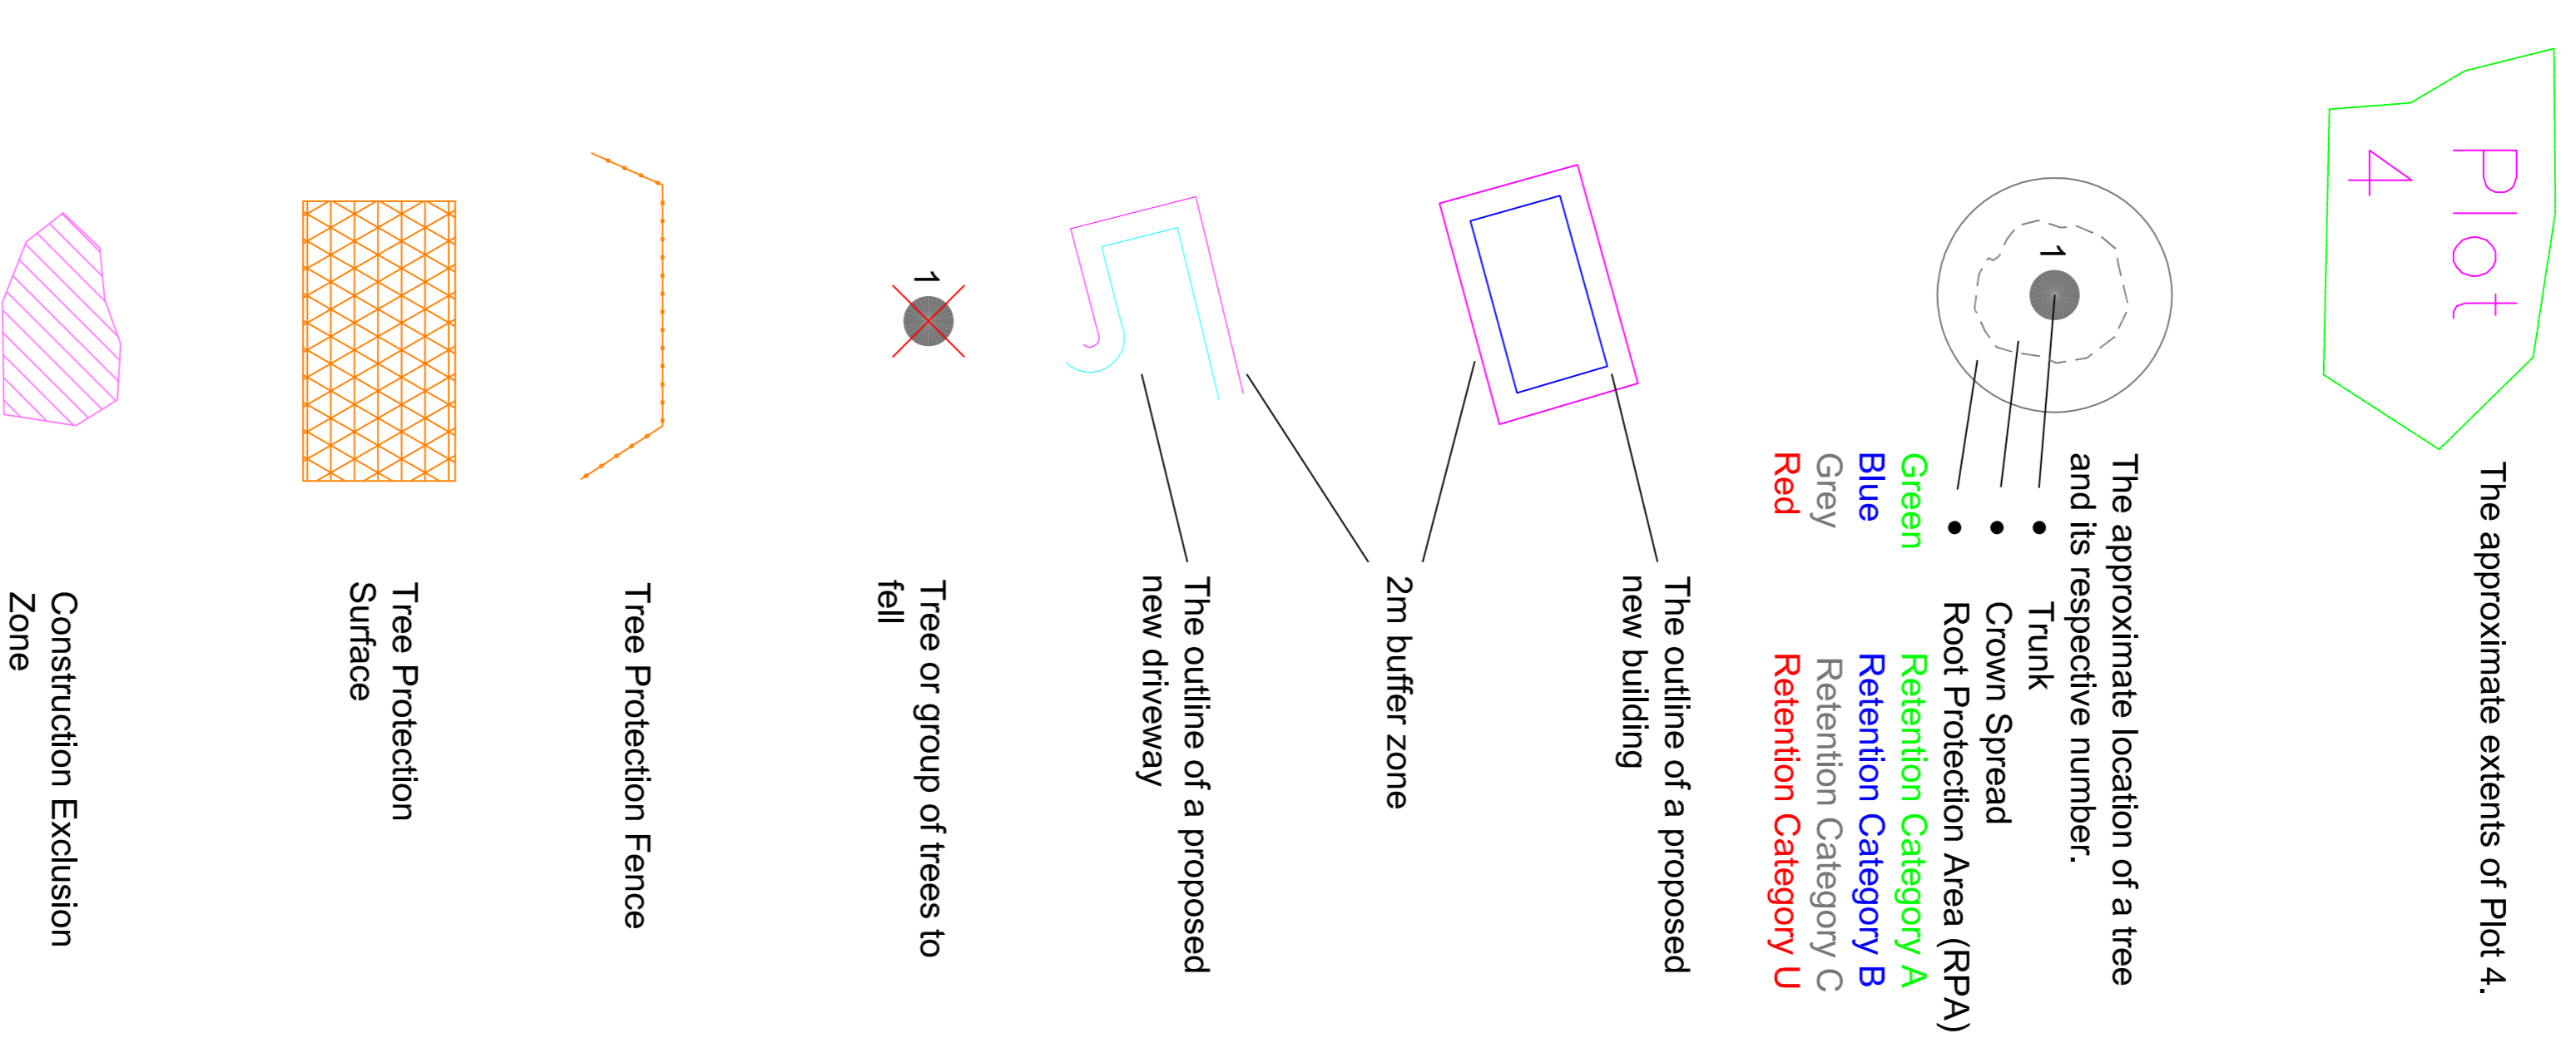 Plot
4
The approximate extents of Plot 4.
1
The approximate location of a tree
and its respective number.
• Trunk
• Crown Spread
• Root Protection Area (RPA)
Green Retention Category A
Blue Retention Category B
Grey Retention Category C
Red Retention Category U
The outline of a proposed
new building
2m buffer zone
The outline of a proposed
new driveway
1
Tree or group of trees to
fell
Tree Protection Fence
Tree Protection
Surface
Construction Exclusion
Zone